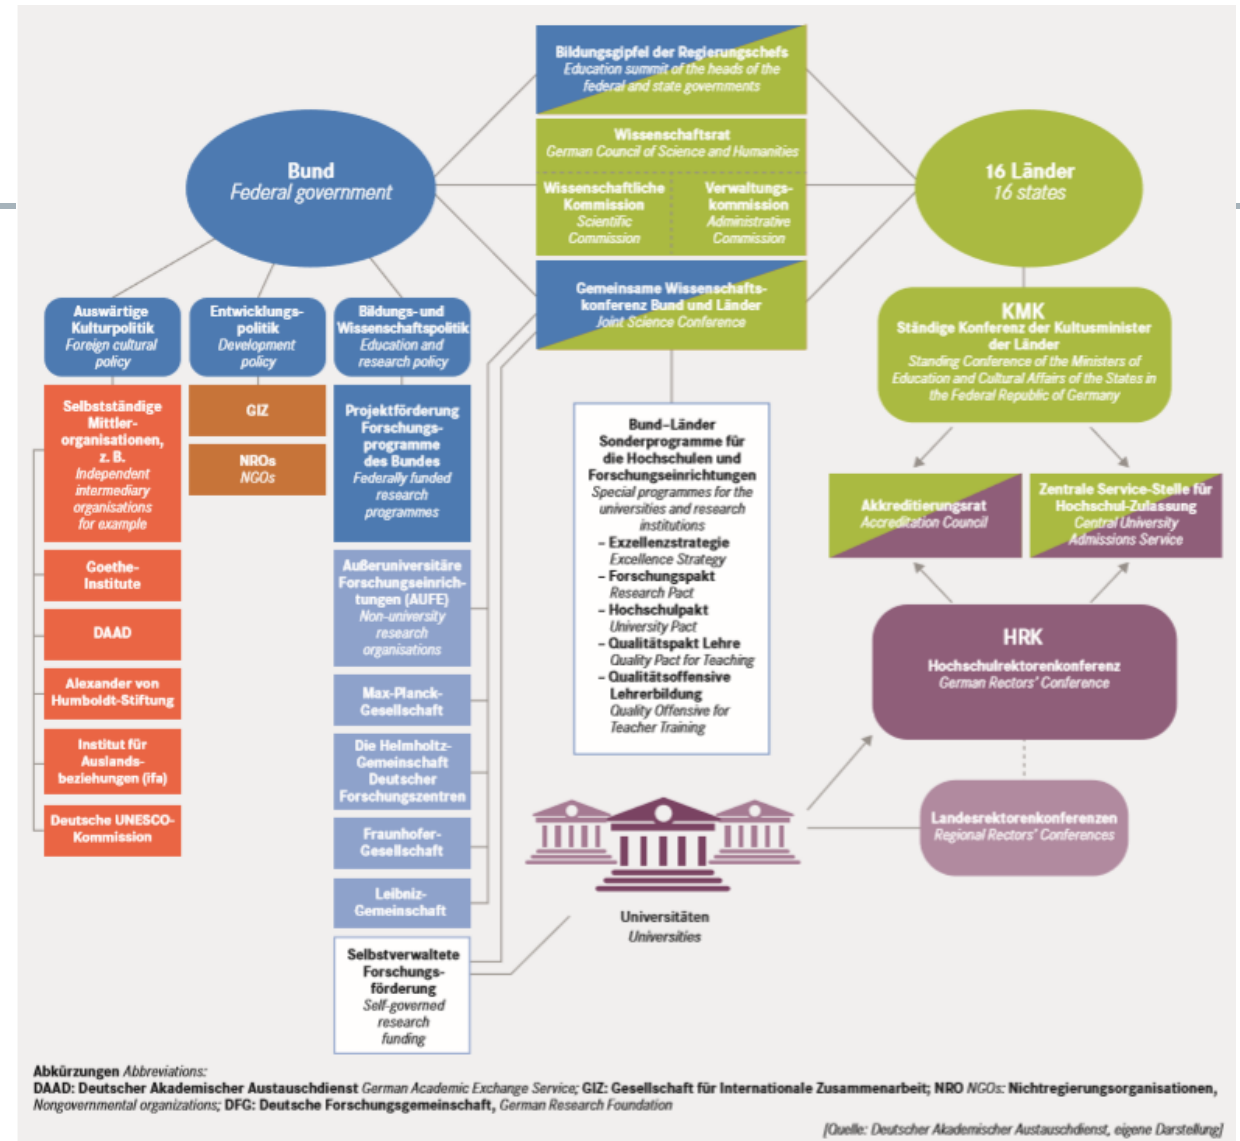 Bildungsgipfel der Regierungschefs
Education summit of the heads of the
federal and state governments
Wissenschaftsrat
German Council of Science and Humanities
Wissenschaftliche
Kommission
Scientific
Commission
Verwaltungs-
kommission
Administrative
Commission
Gemeinsame Wissenschafts-
konferenz Bund und Länder
Joint Science Conference
Bund
Federal government
16 Länder
16 states
Auswärtige
Kulturpolitik
Foreign cultural
policy
Entwicklungs-
politik
Development
policy
Bildungs- und
Wissenschaftspolitik
Education and
research policy
KMK
Ständige Konferenz der Kultusminister
der Länder
Standing Conference of the Ministers of
Education and Cultural Affairs of the States in
the Federal Republic of Germany
Selbstständige
Mittler-
organisationen,
z. B.
Independent
intermediary
organisations
for example
Goethe-
Institute
DAAD
Alexander von
Humboldt-Stiftung
Institut für
Auslands-
beziehungen (ifa)
Deutsche UNESCO-
Kommission
GIZ
NROs
NGOs
Projektförderung
Forschungs-
programme
des Bundes
Federally funded
research
programmes
Außeruniversitäre
Forschungseinrich-
tungen (AUFE)
Non-university
research
organisations
Max-Planck-
Gesellschaft
Die Helmholtz-
Gemeinschaft
Deutscher
Forschungszentren
Fraunhofer-
Gesellschaft
Leibniz-
Gemeinschaft
Selbstverwaltete
Forschungs-
förderung
Self-governed
research
funding
Bund–Länder
Sonderprogramme für
die Hochschulen und
Forschungseinrichtungen
Special programmes for the
universities and research
institutions
– Exzellenzstrategie
Excellence Strategy
– Forschungspakt
Research Pact
– Hochschulpakt
University Pact
– Qualitätspakt Lehre
Quality Pact for Teaching
– Qualitätsoffensive
Lehrerbildung
Quality Offensive for
Teacher Training
Akkreditierungsrat
Accreditation Council
Zentrale Service-Stelle für
Hochschul-Zulassung
Central University
Admissions Service
HRK
Hochschulrektorenkonferenz
German Rectors' Conference
Landesrektorenkonferenzen
Regional Rectors' Conferences
Universitäten
Universities
Abkürzungen Abbreviations:
DAAD: Deutscher Akademischer Austauschdienst German Academic Exchange Service; GIZ: Gesellschaft für Internationale Zusammenarbeit; NRO NGOs: Nichtregierungsorganisationen,
Nongovernmental organizations; DFG: Deutsche Forschungsgemeinschaft, German Research Foundation
[Quelle: Deutscher Akademischer Austauschdienst, eigene Darstellung]